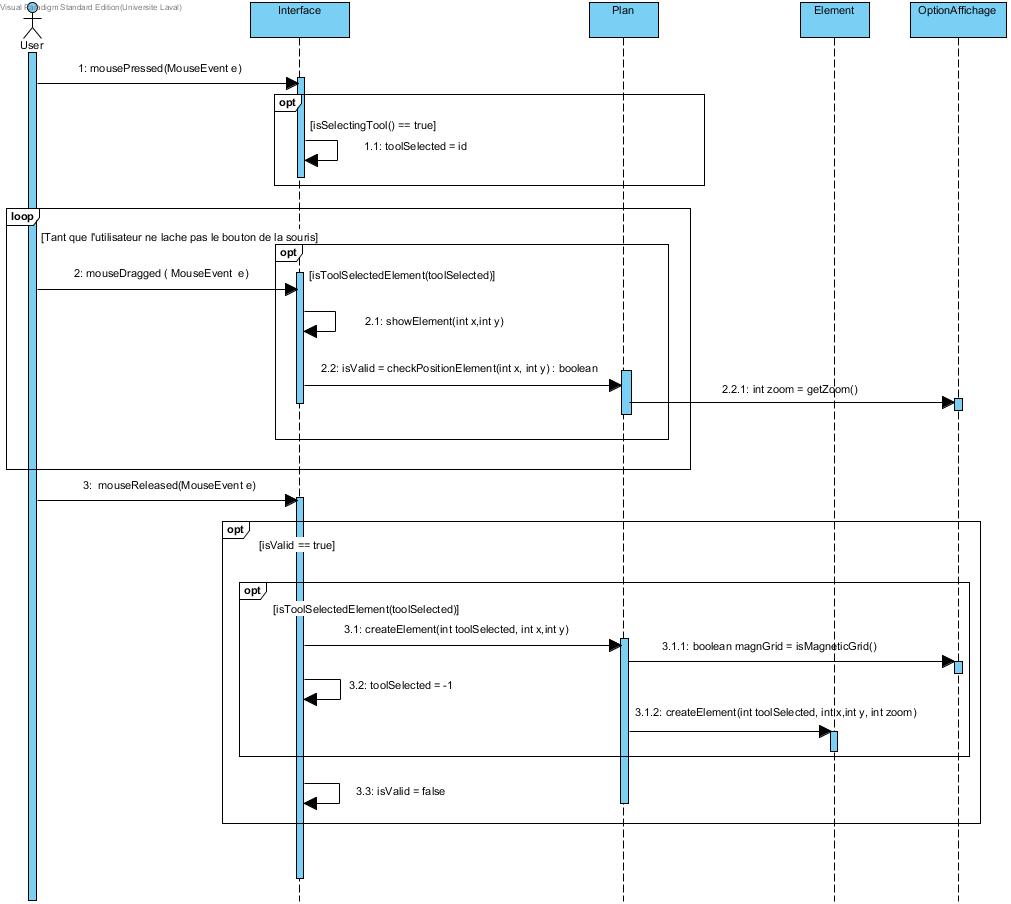 Visual Paradigm Standard Edition(Universite Laval)
User
Interface
Plan
Element
OptionAffichage
1: mousePressed(MouseEvent e)
opt
[isSelectingTool() == true]
1.1: toolSelected = id
loop
[Tant que l'utilisateur ne lache pas le bouton de la souris]
opt
2: mouseDragged ( MouseEvent e)
[isToolSelectedElement(toolSelected)]
2.1: showElement(int x,int y)
2.2: isValid = checkPositionElement(int x, int y) : boolean
2.2.1: int zoom = getZoom()
3: mouseReleased(MouseEvent e)
opt
[isValid == true]
opt
[isToolSelectedElement(toolSelected)]
3.1: createElement(int toolSelected, int x,int y)
3.1.1: boolean magnGrid = isMagneticGrid()
3.2: toolSelected = -1
3.1.2: createElement(int toolSelected, int x,int y, int zoom)
3.3: isValid = false